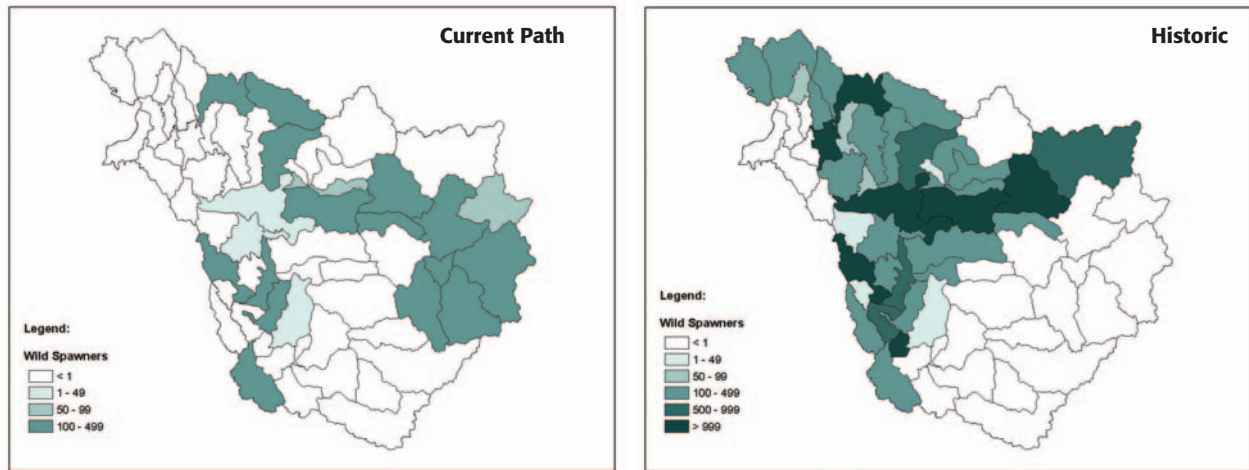 Current Path
Legend:
Wild Spawners
< 1
1 - 49
50 - 99
100 - 499
Historic
Legend:
Wild Spawners
< 1
1 - 49
50 - 99
100 - 499
500 - 999
> 999